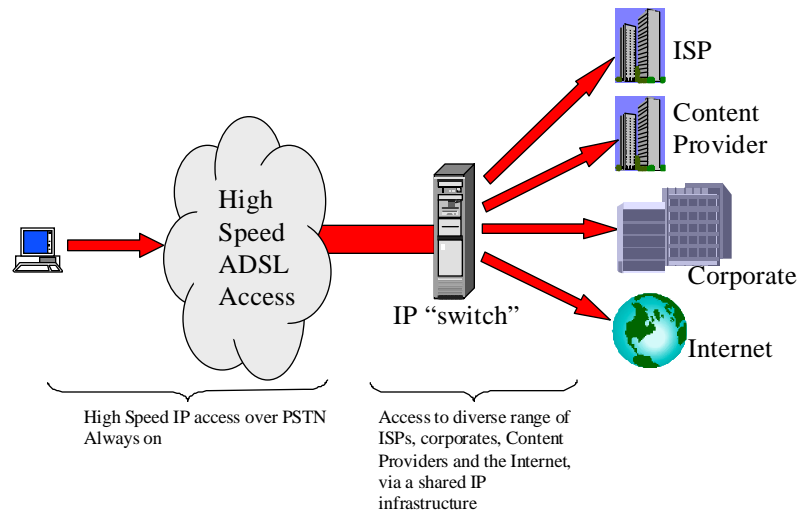 ISP
Content
Provider
High
Speed
ADSL
Access
Corporate
IP “switch”
Internet
High Speed IP access over PSTN
Always on
Access to diverse range of
ISPs, corporates, Content
Providers and the Internet,
via a shared IP
infrastructure